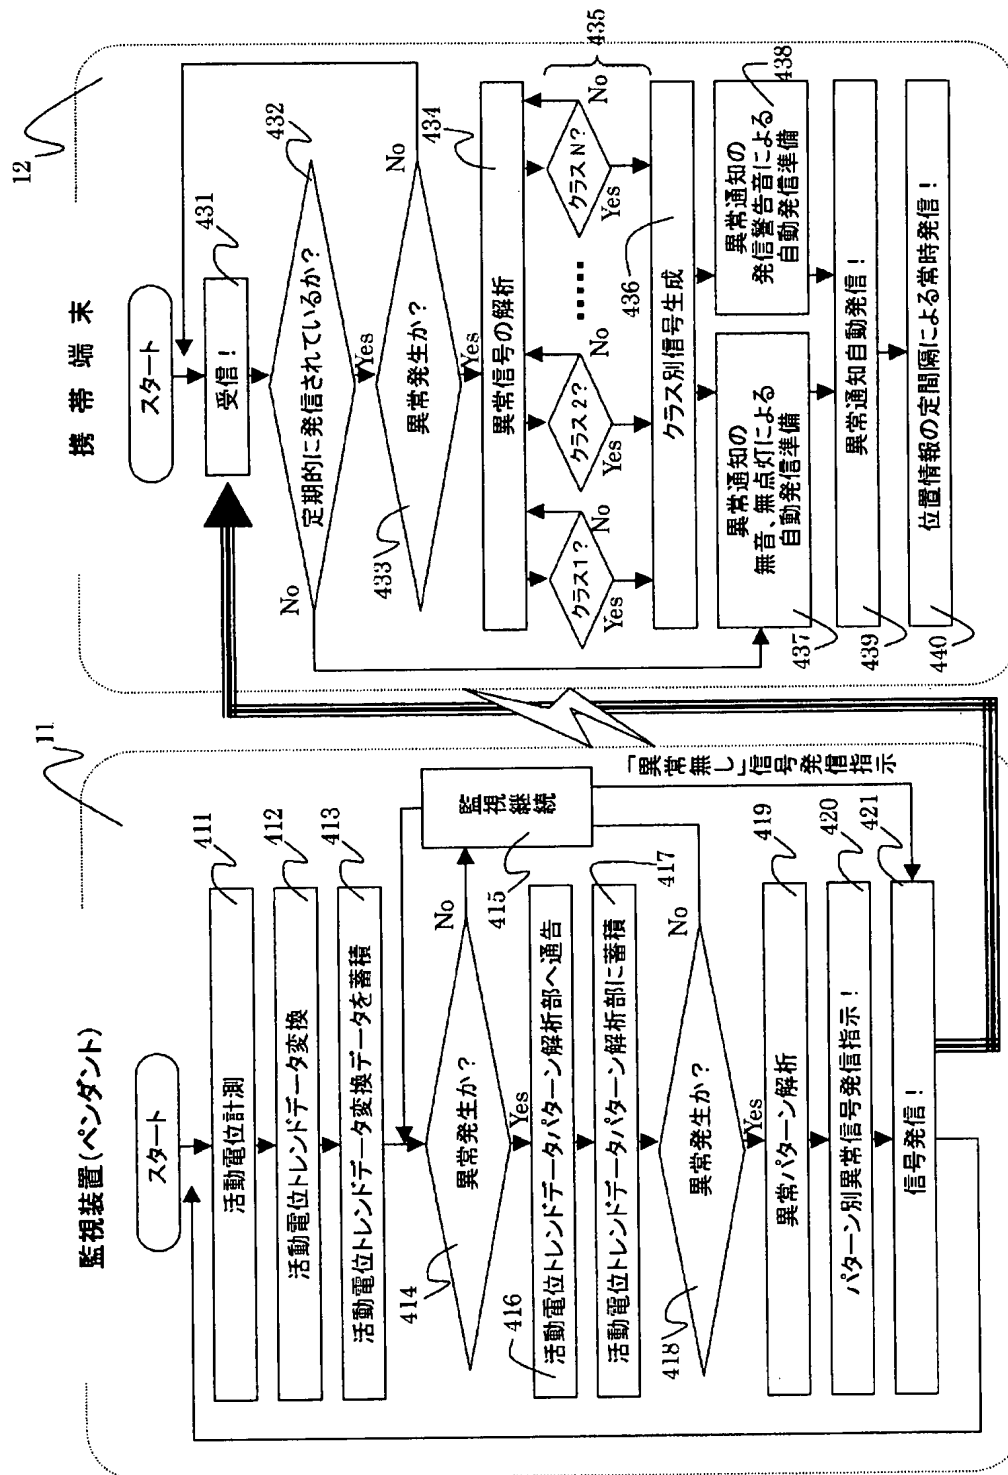 監視装置(ペンダント)
11
スタート
活動電位計測
411
活動電位トレンドデータ変換
412
活動電位トレンドデータ変換データを蓄積
413
異常発生か?
414
No
Yes
監視継続
415
活動電位トレンドデータパターン解析部へ通告
416
活動電位トレンドデータパターン解析部に蓄積
417
異常発生か?
418
No
Yes
「異常無し」信号発信指示
異常パターン解析
419
パターン別異常信号発信指示!
420
信号発信!
421
携帯端末
12
スタート
受信!
431
定期的に発信されているか?
432
No
Yes
異常発生か?
433
No
Yes
異常信号の解析
434
クラス1?
No
Yes
クラス2?
No
Yes
クラスN?
No
Yes
435
クラス別信号生成
436
異常通知の
無音、無点灯による
自動発信準備
437
異常通知の
発信警告音による
自動発信準備
438
異常通知自動発信!
439
位置情報の定間隔による常時発信!
440